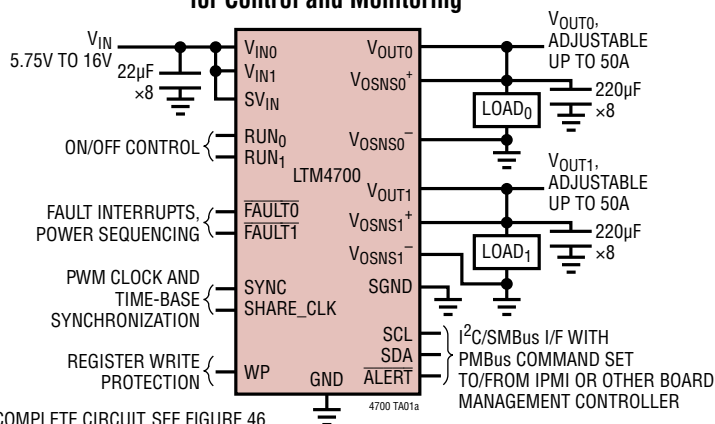 for Control and Monitoring
VIN
5.75V TO 16V
22µF
×8
ON/OFF CONTROL
FAULT INTERRUPTS,
POWER SEQUENCING
PWM CLOCK AND
TIME-BASE
SYNCHRONIZATION
REGISTER WRITE
PROTECTION
VIN0
VIN1
SVIN
RUN0
RUN1
LTM4700
FAULT0
FAULT1
SYNC
SHARE_CLK
WP
GND
VOUT0
VOSNS0+
VOSNS0–
VOUT1
VOSNS1+
VOSNS1–
SGND
SCL
SDA
ALERT
VOUT0,
ADJUSTABLE
UP TO 50A
LOAD0
220µF
×8
VOUT1,
ADJUSTABLE
UP TO 50A
LOAD1
220µF
×8
I2C/SMBus I/F WITH
PMBus COMMAND SET
TO/FROM IPMI OR OTHER BOARD
MANAGEMENT CONTROLLER
4700 TA01a
COMPLETE CIRCUIT, SEE FIGURE 46